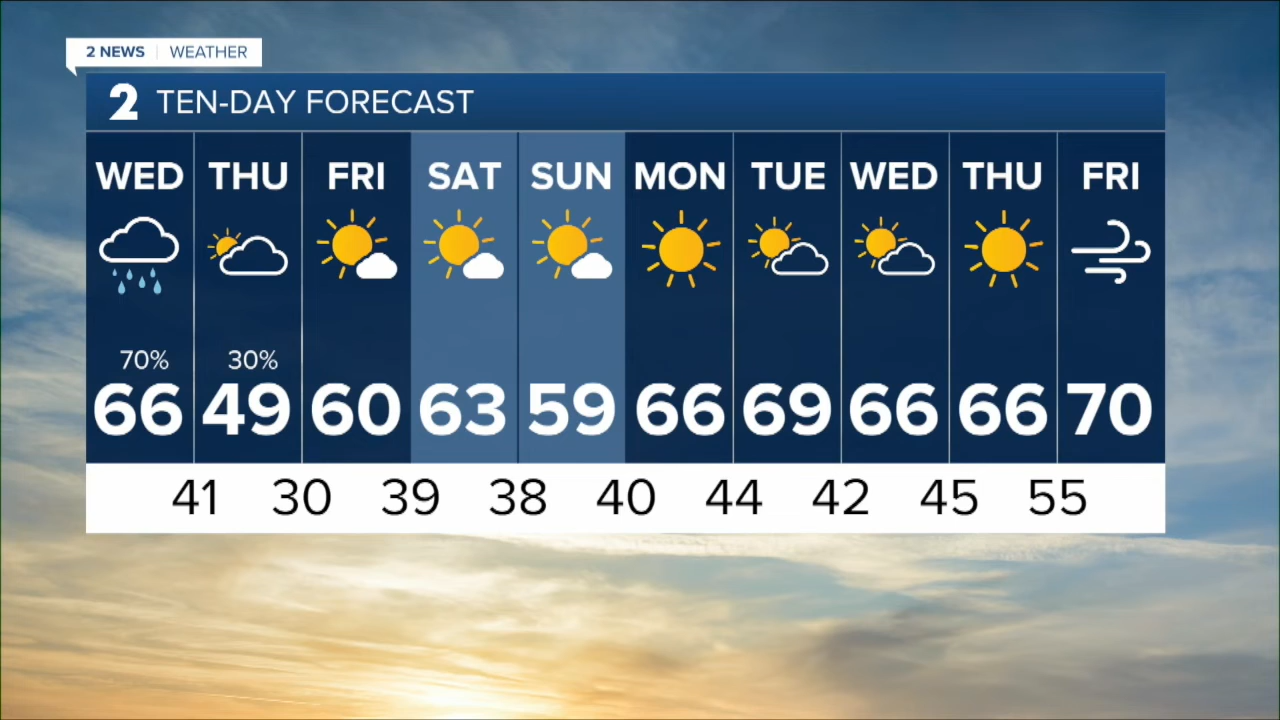 2 NEWS WEATHER
2 TEN-DAY FORECAST
WED THU FRI SAT SUN MON TUE WED THU FRI
70% 30%
66 49 60 63 59 66 69 66 66 70
41 30 39 38 40 44 42 45 55